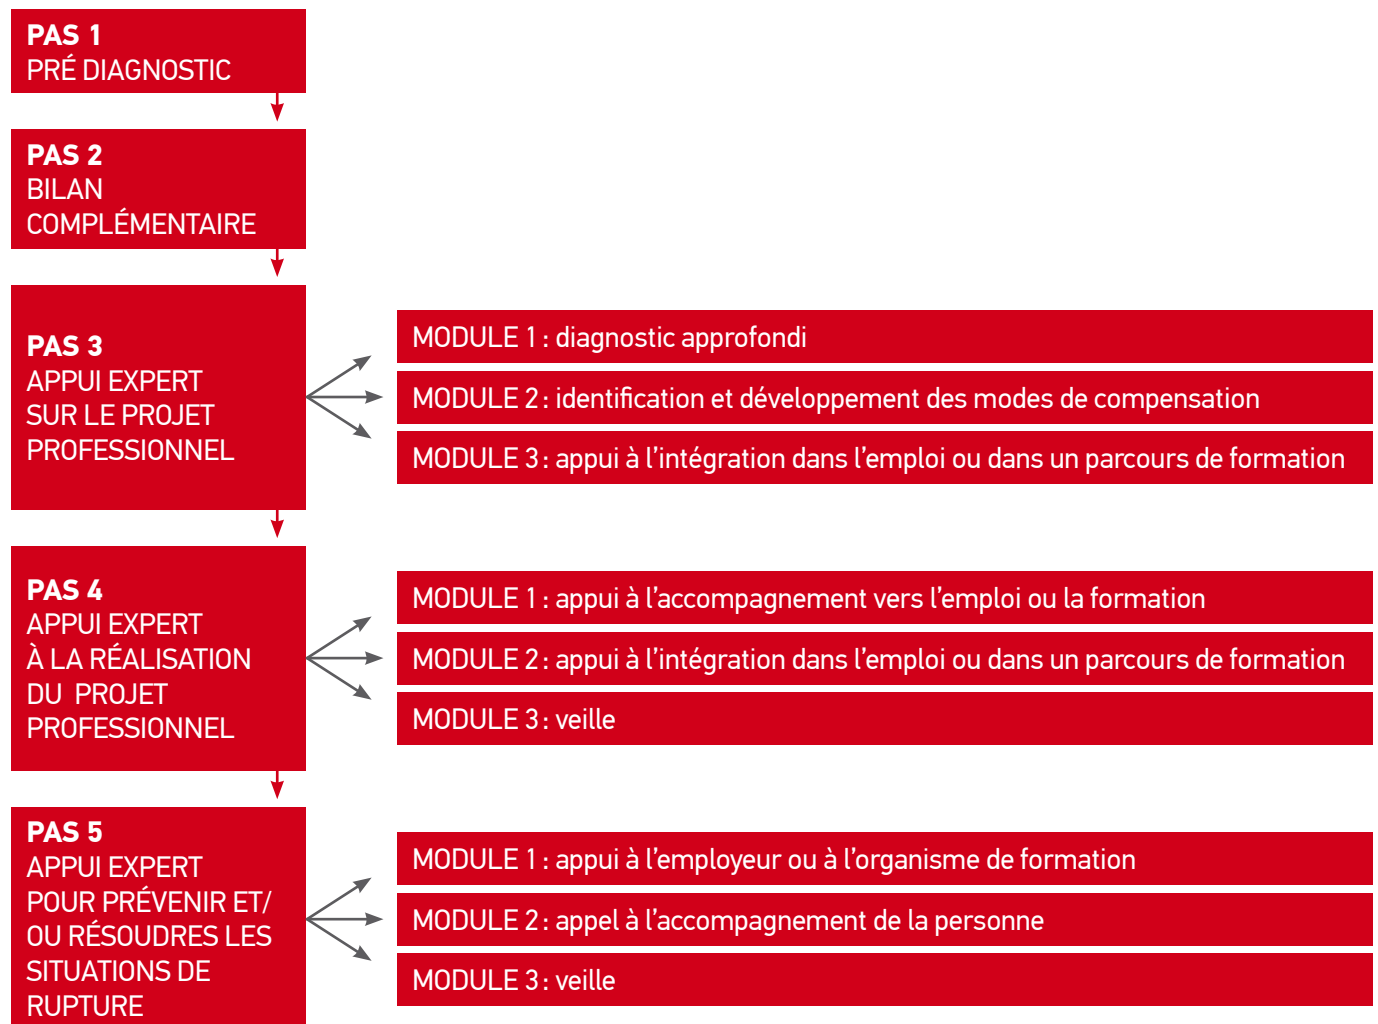 PAS 1
PRÉ DIAGNOSTIC
PAS 2
BILAN
COMPLÉMENTAIRE
PAS 3
APPUI EXPERT
SUR LE PROJET
PROFESSIONNEL
MODULE 1 : diagnostic approfondi
MODULE 2 : identification et développement des modes de compensation
MODULE 3 : appui à l’intégration dans l’emploi ou dans un parcours de formation
PAS 4
APPUI EXPERT
À LA RÉALISATION
DU PROJET
PROFESSIONNEL
MODULE 1 : appui à l’accompagnement vers l’emploi ou la formation
MODULE 2 : appui à l’intégration dans l’emploi ou dans un parcours de formation
MODULE 3 : veille
PAS 5
APPUI EXPERT
POUR PRÉVENIR ET/
OU RÉSOUDRES LES
SITUATIONS DE
RUPTURE
MODULE 1 : appui à l’employeur ou à l’organisme de formation
MODULE 2 : appel à l’accompagnement de la personne
MODULE 3 : veille